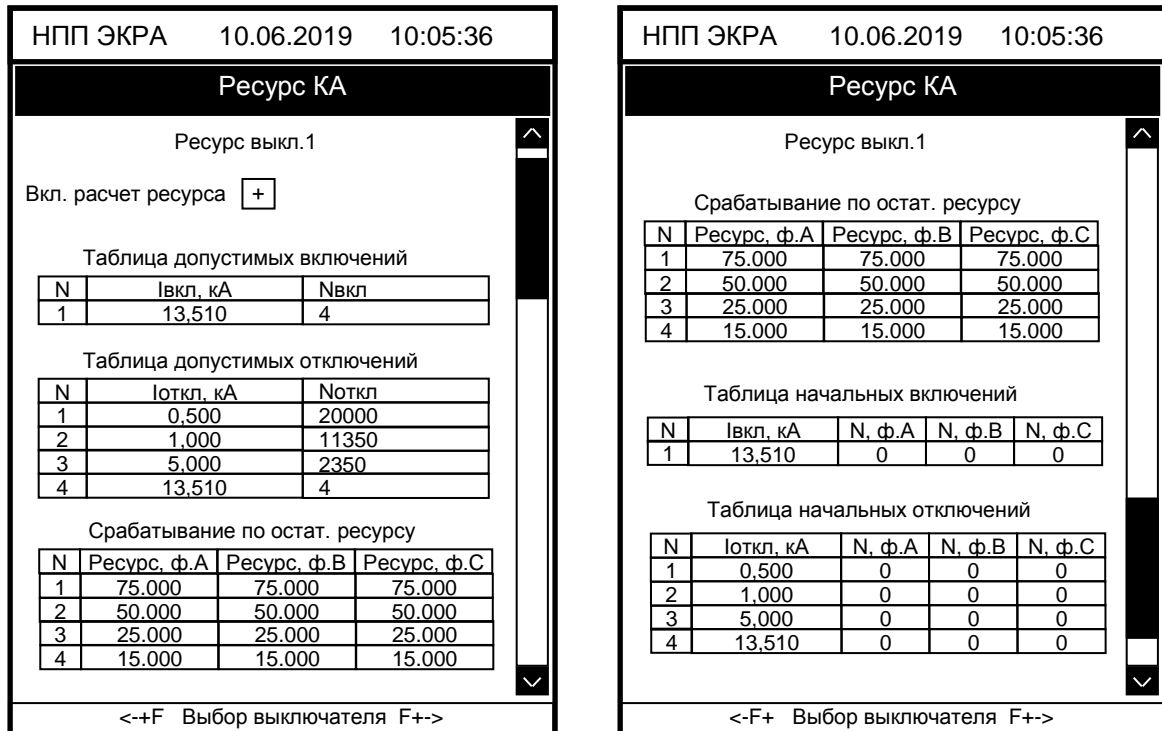 НПП ЭКРА 10.06.2019 10:05:36
Ресурс КА
Ресурс выкл.1
Вкл. расчет ресурса +
Таблица допустимых включений
N Iвкл, кА Nвкл
1 13,510 4
Таблица допустимых отключений
N Iоткл, кА Nоткл
1 0,500 20000
2 1,000 11350
3 5,000 2350
4 13,510 4
Срабатывание по остат. ресурсу
N Ресурс, ф.А Ресурс, ф.В Ресурс, ф.С
1 75.000 75.000 75.000
2 50.000 50.000 50.000
3 25.000 25.000 25.000
4 15.000 15.000 15.000
<-+F Выбор выключателя F+->
НПП ЭКРА 10.06.2019 10:05:36
Ресурс КА
Ресурс выкл.1
Срабатывание по остат. ресурсу
N Ресурс, ф.А Ресурс, ф.В Ресурс, ф.С
1 75.000 75.000 75.000
2 50.000 50.000 50.000
3 25.000 25.000 25.000
4 15.000 15.000 15.000
Таблица начальных включений
N Iвкл, кА N, ф.А N, ф.В N, ф.С
1 13,510 0 0 0
Таблица начальных отключений
N Iоткл, кА N, ф.А N, ф.В N, ф.С
1 0,500 0 0 0
2 1,000 0 0 0
3 5,000 0 0 0
4 13,510 0 0 0
<-F+ Выбор выключателя F+->